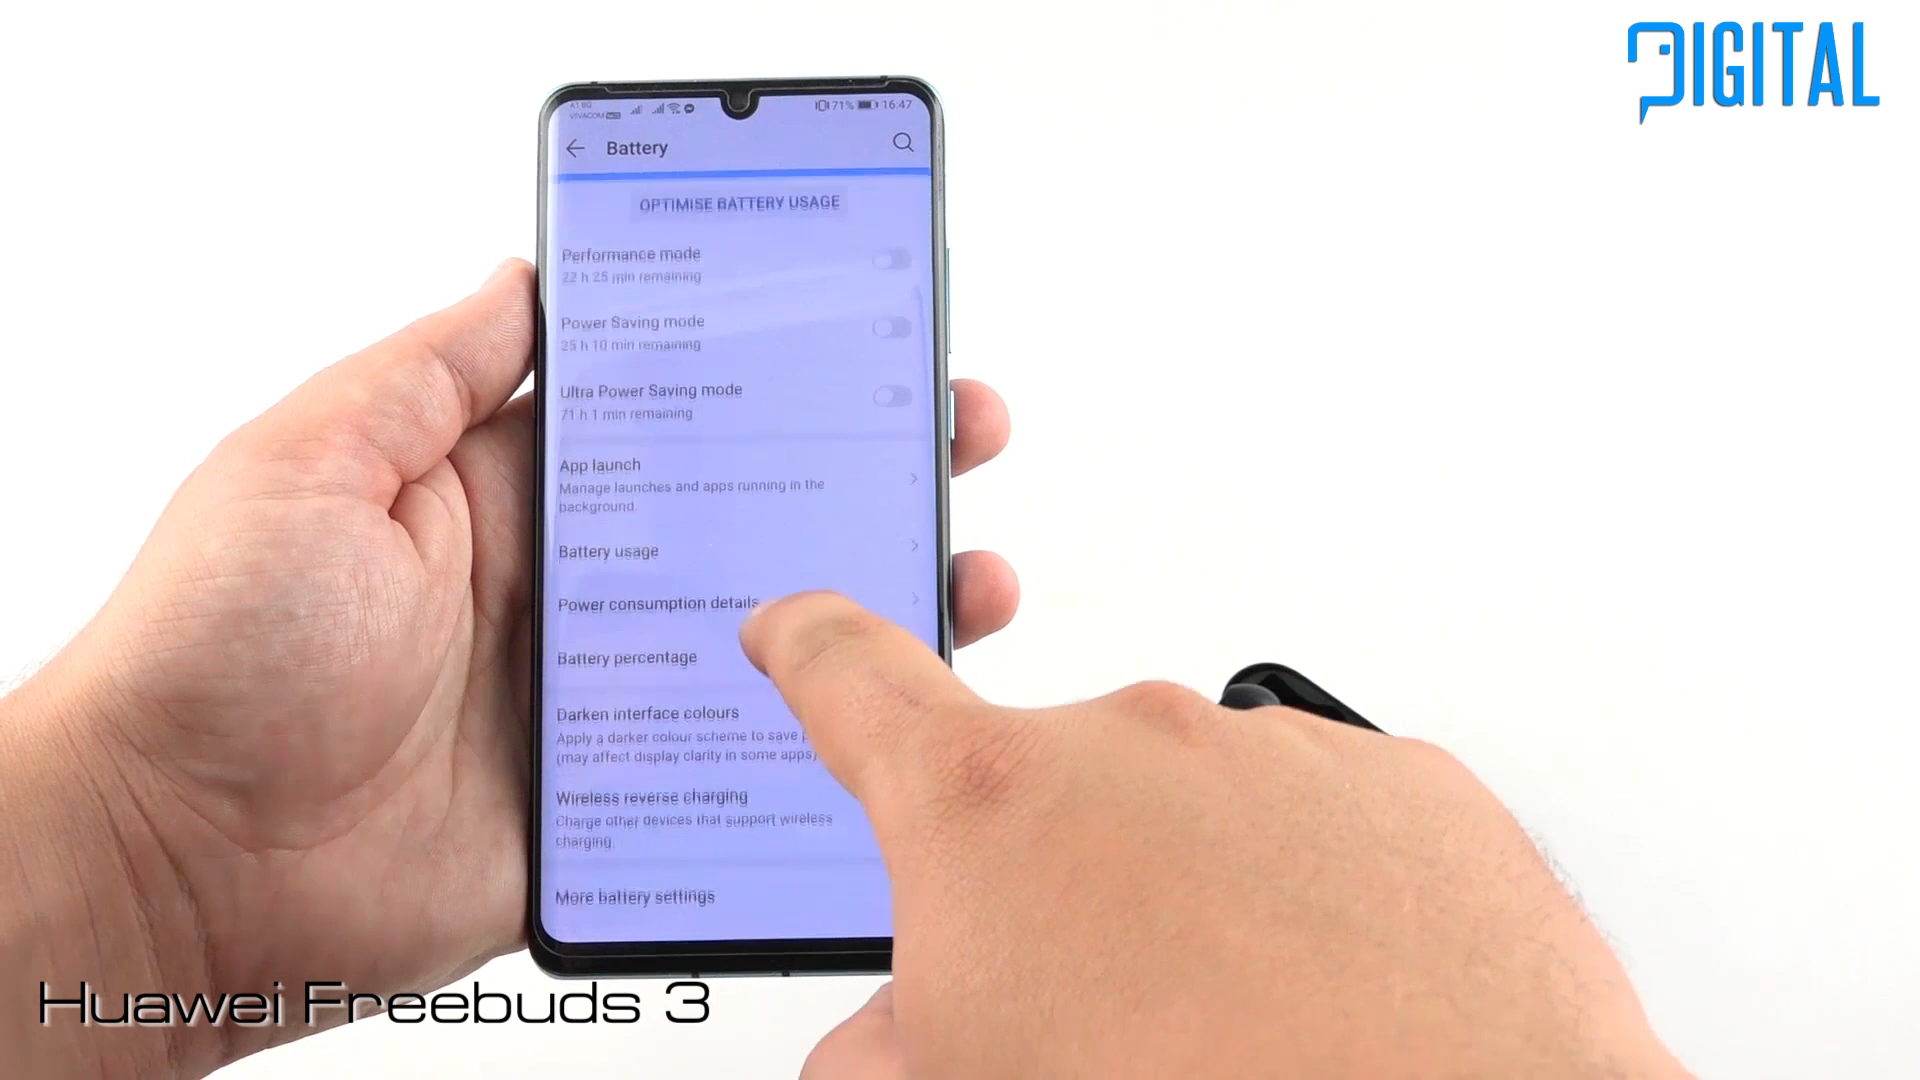 DIGITAL
A1 BG
VIVACOM
71% 16:47
Battery
OPTIMISE BATTERY USAGE
Performance mode
22 h 25 min remaining
Power Saving mode
25 h 10 min remaining
Ultra Power Saving mode
71 h 1 min remaining
App launch
Manage launches and apps running in the
background.
Battery usage
Power consumption details
Battery percentage
Darken interface colours
Apply a darker colour scheme to save
(may affect display clarity in some apps)
Wireless reverse charging
Charge other devices that support wireless
charging.
More battery settings
Huawei Freebuds 3